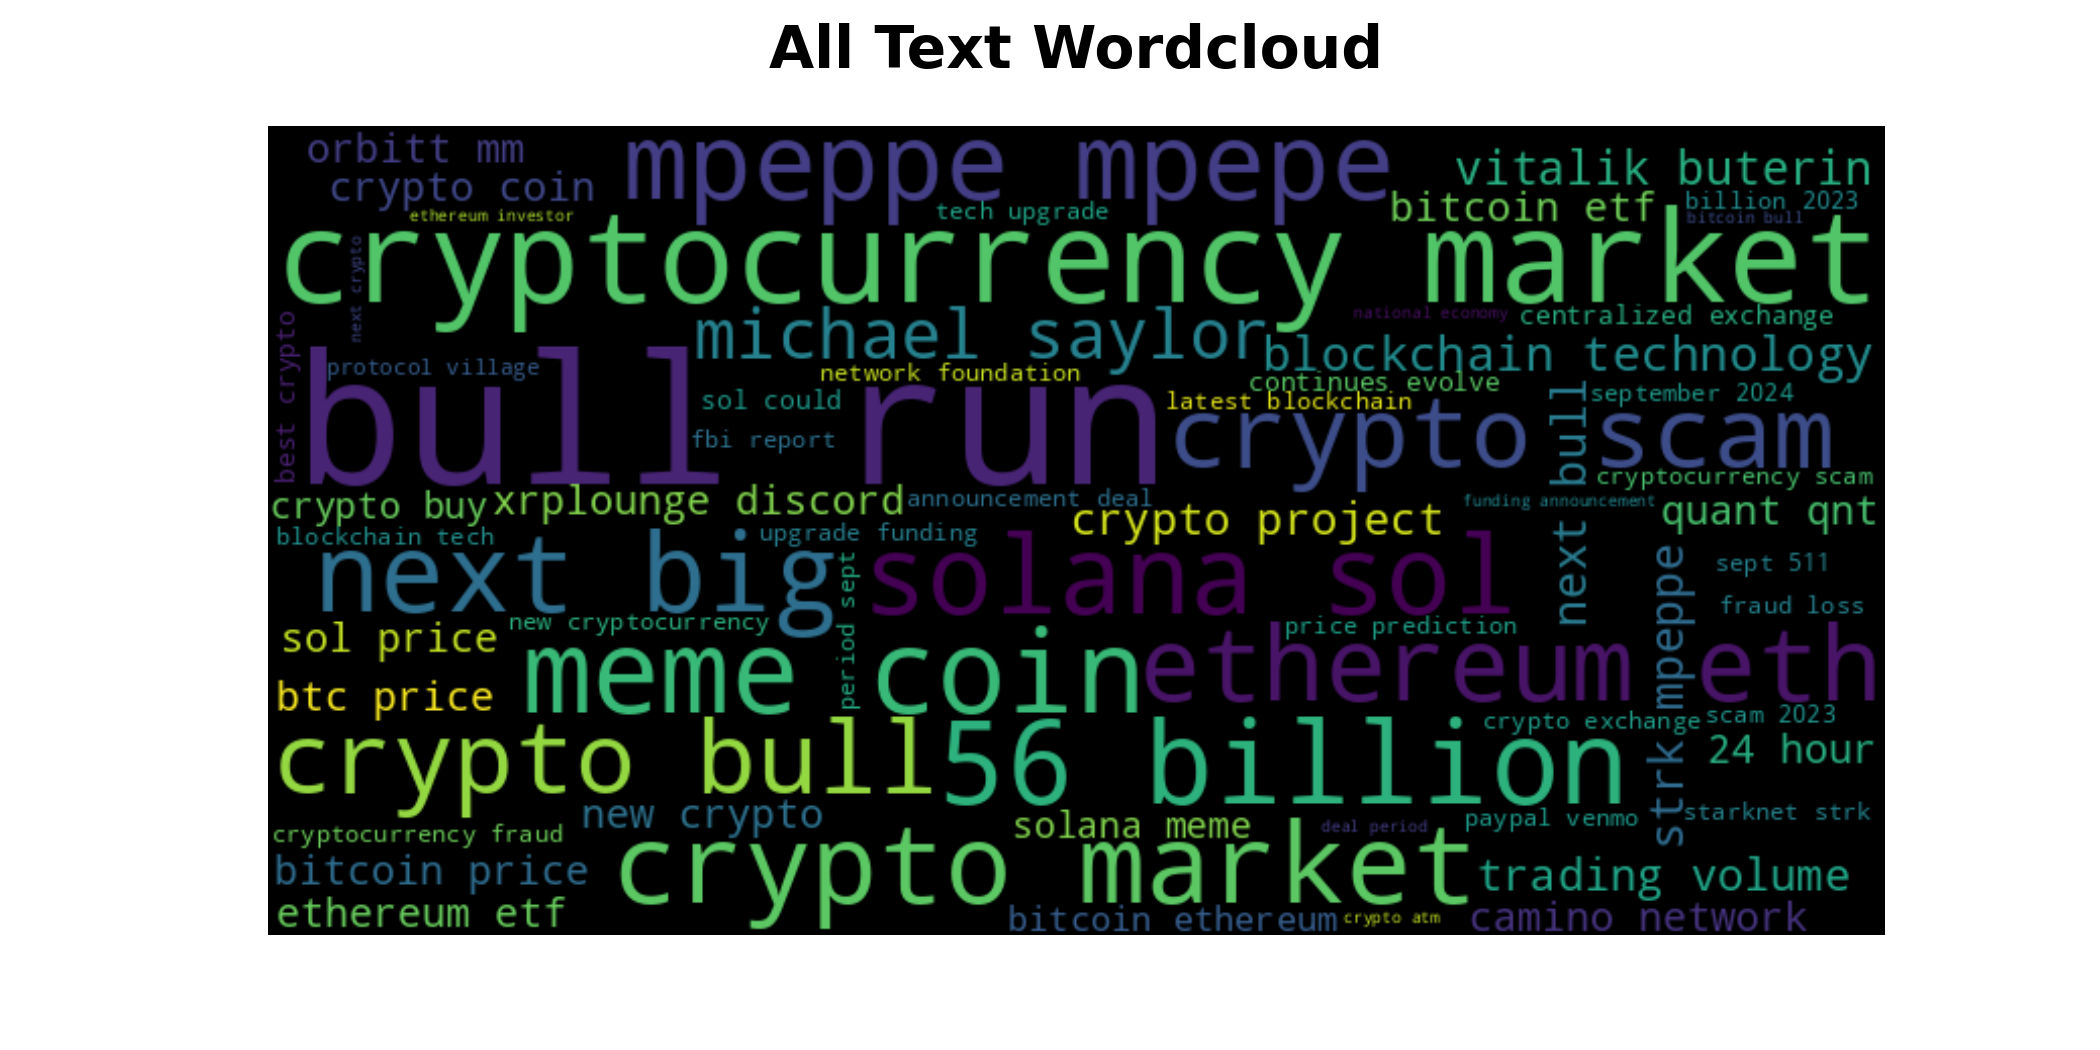 All Text Wordcloud
orbitt mm
mpeppe mpepe
vitalik buterin
crypto coin
bitcoin etf
billion 2023
ethereum investor
tech upgrade
bitcoin bull
cryptocurrency market
next crypto
national economy
centralized exchange
michael saylor
blockchain technology
best crypto
protocol village
network foundation
continues evolve
bull run
sol could
latest blockchain
september 2024
next bull
fbi report
crypto scam
cryptocurrency scam
crypto buy
xrplounge discord
announcement deal
funding announcement
quant qnt
crypto project
blockchain tech
upgrade funding
next big
solana sol
strk mpeppe
sept 511
period sept
fraud loss
sol price
new cryptocurrency
price prediction
meme coin
ethereum eth
btc price
crypto exchange
scam 2023
crypto bull
56 billion
24 hour
new crypto
solana meme
deal period
paypal venmo
starknet strk
cryptocurrency fraud
crypto market
bitcoin price
trading volume
ethereum etf
bitcoin ethereum
crypto atm
camino network